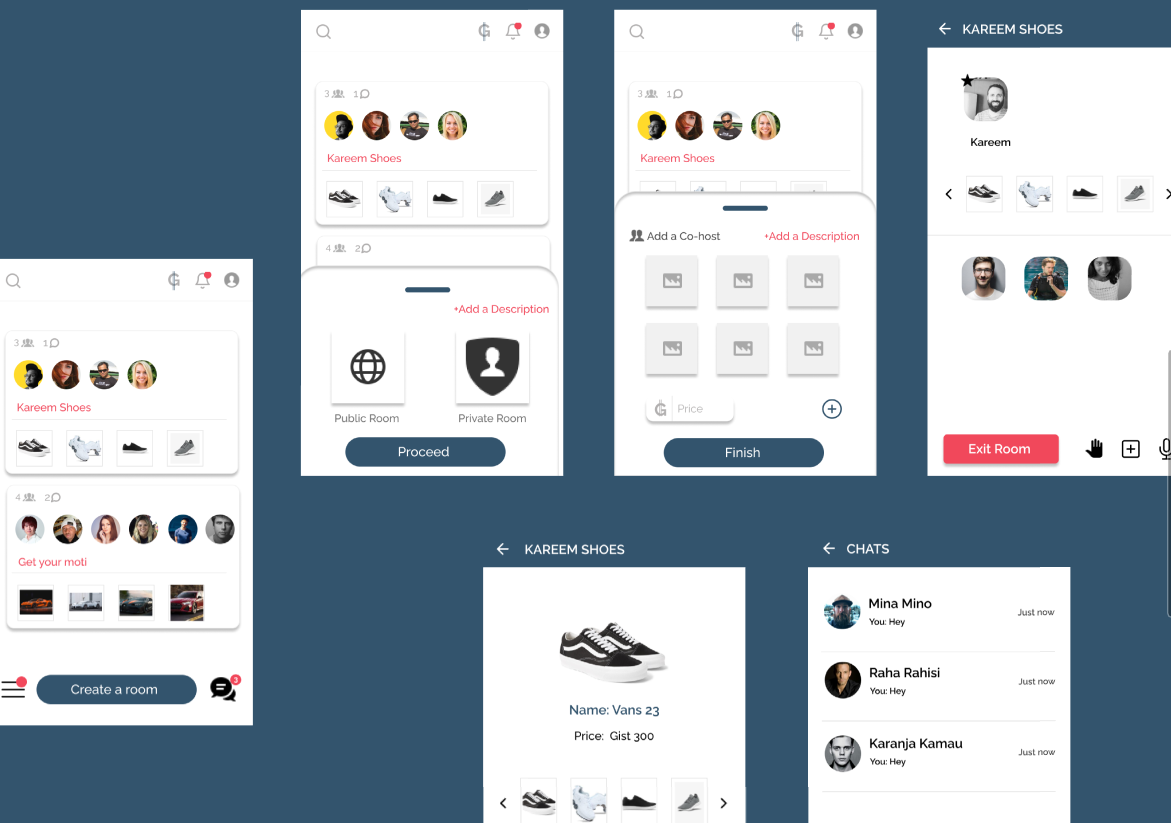 3 1
Kareem Shoes
4 2
Get your moti
Create a room
3
3 1
Kareem Shoes
4 2
+Add a Description
Public Room Private Room
Proceed
3 1
Kareem Shoes
Add a Co-host +Add a Description
Price
Finish
KAREEM SHOES
Kareem
Exit Room
KAREEM SHOES
Name: Vans 23
Price: Gist 300
CHATS
Mina Mino
You: Hey
Just now
Raha Rahisi
You: Hey
Just now
Karanja Kamau
You: Hey
Just now